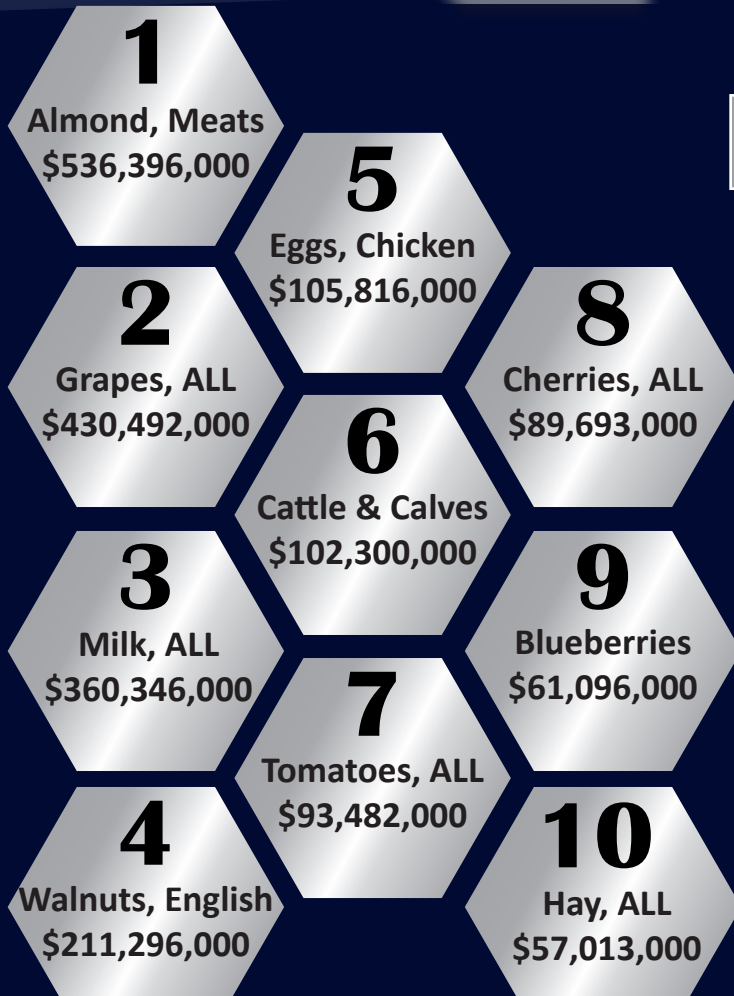 1
Almond, Meats
$536,396,000
2
Grapes, ALL
$430,492,000
3
Milk, ALL
$360,346,000
4
Walnuts, English
$211,296,000
5
Eggs, Chicken
$105,816,000
6
Cattle & Calves
$102,300,000
7
Tomatoes, ALL
$93,482,000
8
Cherries, ALL
$89,693,000
9
Blueberries
$61,096,000
10
Hay, ALL
$57,013,000